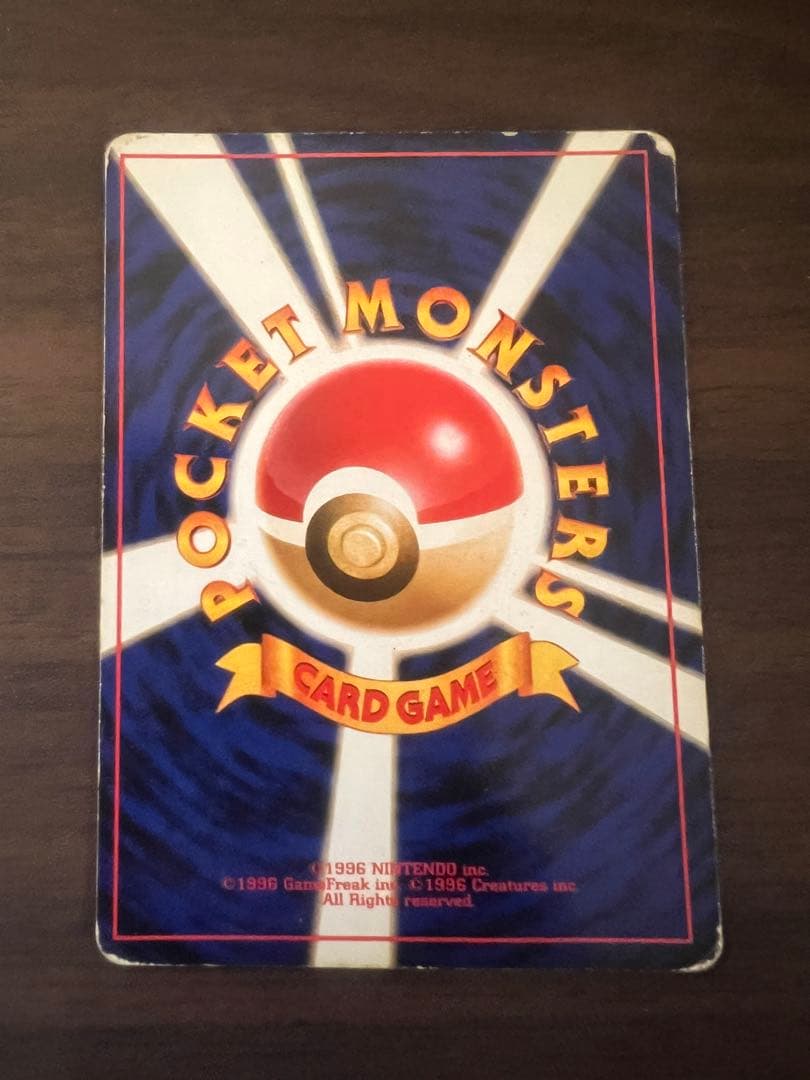 POCKET MONSTERS
CARD GAME
©1996 NINTENDO inc.
©1996 GameFreak inc. ©1996 Creatures inc.
All Rights reserved.